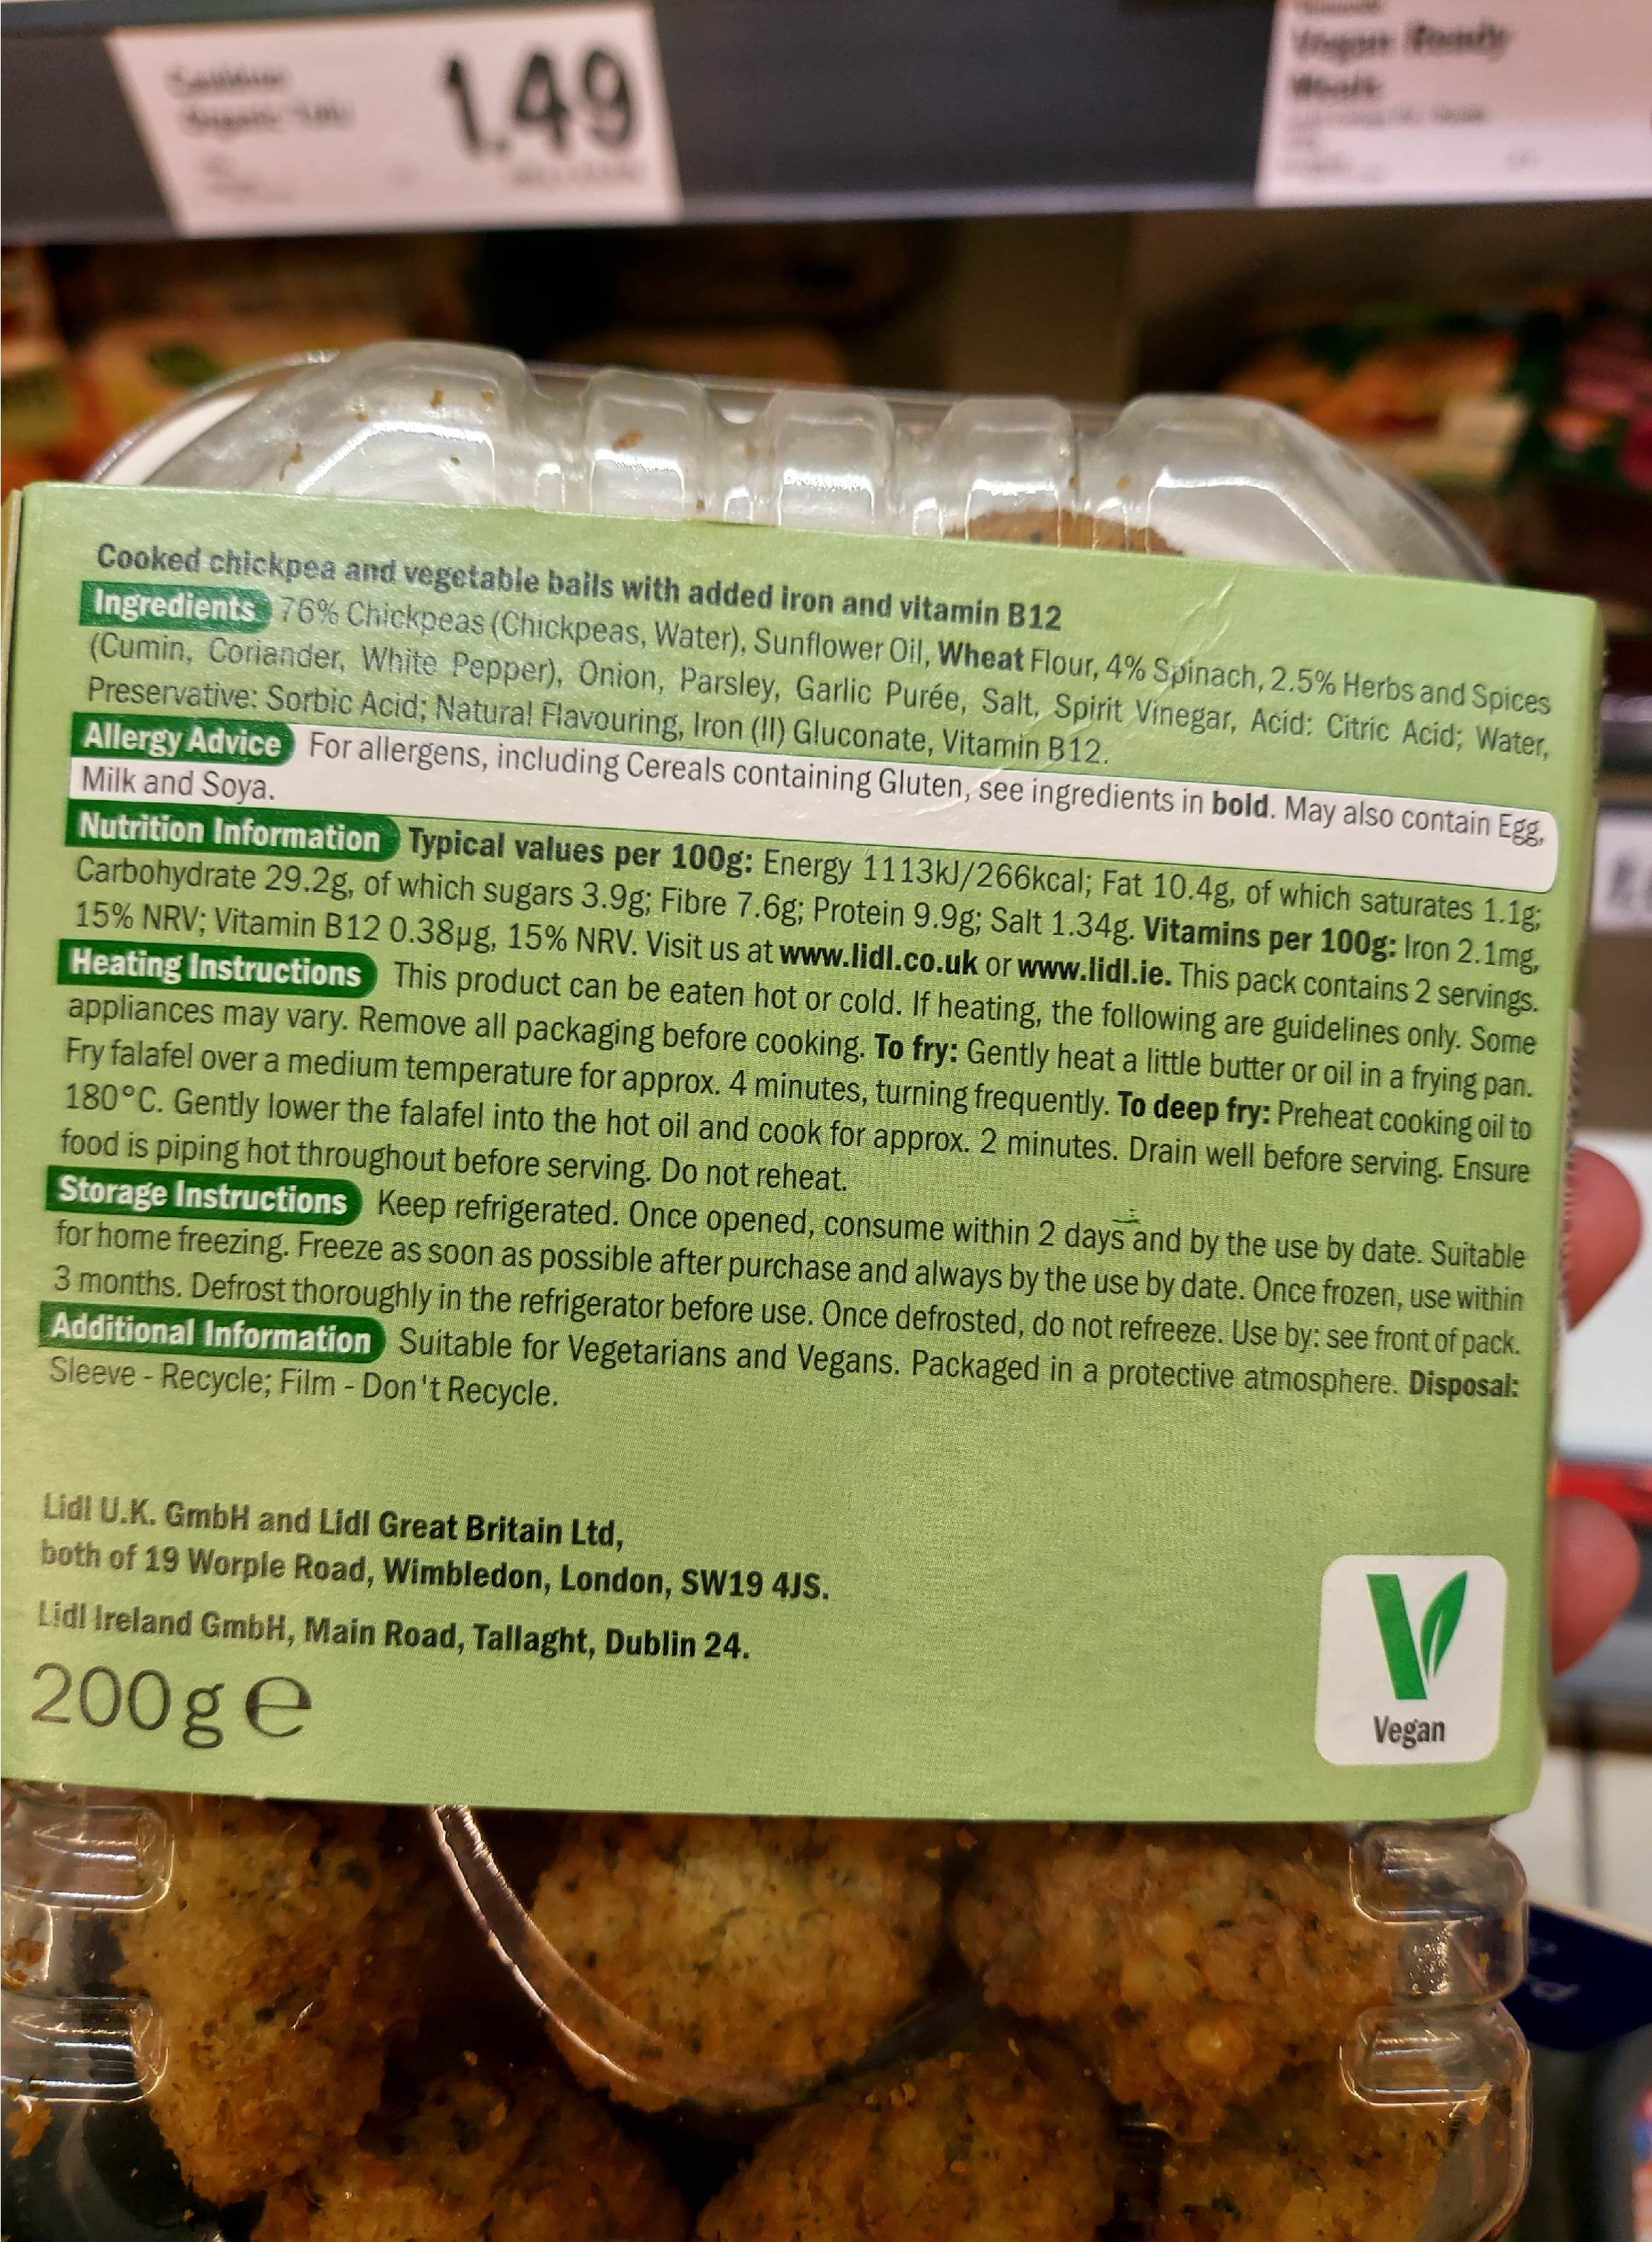 Organic Tofu
1.49
Vegan Ready
Meals
Cooked chickpea and vegetable balls with added iron and vitamin B12
Ingredients 76% Chickpeas (Chickpeas, Water), Sunflower Oil, Wheat Flour, 4% Spinach, 2.5% Herbs and Spices
(Cumin, Coriander, White Pepper), Onion, Parsley, Garlic Purée, Salt, Spirit Vinegar, Acid: Citric Acid; Water,
Preservative: Sorbic Acid; Natural Flavouring, Iron (II) Gluconate, Vitamin B12.
Allergy Advice For allergens, including Cereals containing Gluten, see ingredients in bold. May also contain Egg,
Milk and Soya.
Nutrition Information Typical values per 100g: Energy 1113kJ/266kcal; Fat 10.4g, of which saturates 1.1g;
Carbohydrate 29.2g, of which sugars 3.9g; Fibre 7.6g; Protein 9.9g; Salt 1.34g. Vitamins per 100g: Iron 2.1mg,
15% NRV; Vitamin B12 0.38µg, 15% NRV. Visit us at www.lidl.co.uk or www.lidl.ie. This pack contains 2 servings.
Heating Instructions This product can be eaten hot or cold. If heating, the following are guidelines only. Some
appliances may vary. Remove all packaging before cooking. To fry: Gently heat a little butter or oil in a frying pan.
Fry falafel over a medium temperature for approx. 4 minutes, turning frequently. To deep fry: Preheat cooking oil to
180°C. Gently lower the falafel into the hot oil and cook for approx. 2 minutes. Drain well before serving. Ensure
food is piping hot throughout before serving. Do not reheat.
Storage Instructions Keep refrigerated. Once opened, consume within 2 days and by the use by date. Suitable
for home freezing. Freeze as soon as possible after purchase and always by the use by date. Once frozen, use within
3 months. Defrost thoroughly in the refrigerator before use. Once defrosted, do not refreeze. Use by: see front of pack.
Additional Information Suitable for Vegetarians and Vegans. Packaged in a protective atmosphere. Disposal:
Sleeve - Recycle; Film - Don't Recycle.
Lidl U.K. GmbH and Lidl Great Britain Ltd,
both of 19 Worple Road, Wimbledon, London, SW19 4JS.
Lidl Ireland GmbH, Main Road, Tallaght, Dublin 24.
200g e
Vegan